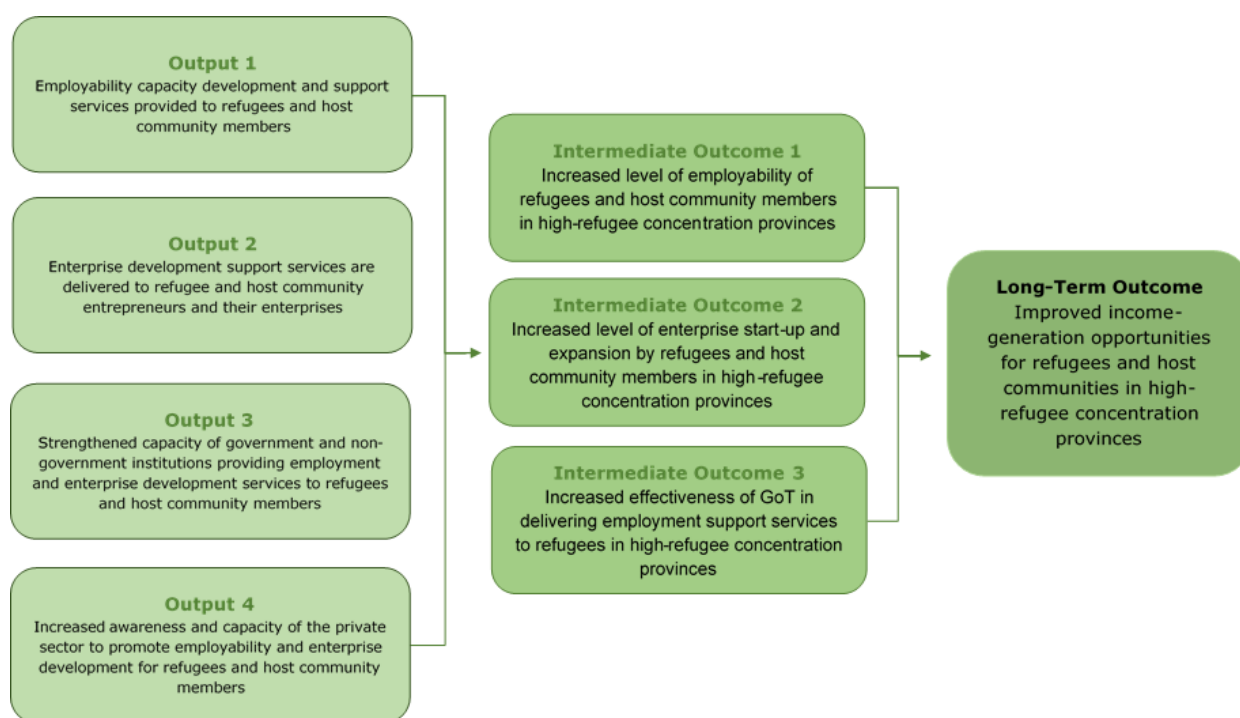 Output 1
Employability capacity development and support
services provided to refugees and host
community members
Output 2
Enterprise development support services are
delivered to refugee and host community
entrepreneurs and their enterprises
Output 3
Strengthened capacity of government and non-
government institutions providing employment
and enterprise development services to refugees
and host community members
Output 4
Increased awareness and capacity of the private
sector to promote employability and enterprise
development for refugees and host community
members
Intermediate Outcome 1
Increased level of employability of
refugees and host community members
in high-refugee concentration provinces
Intermediate Outcome 2
Increased level of enterprise start-up and
expansion by refugees and host
community members in high-refugee
concentration provinces
Intermediate Outcome 3
Increased effectiveness of GoT in
delivering employment support services
to refugees in high-refugee concentration
provinces
Long-Term Outcome
Improved income-
generation opportunities
for refugees and host
communities in high-
refugee concentration
provinces